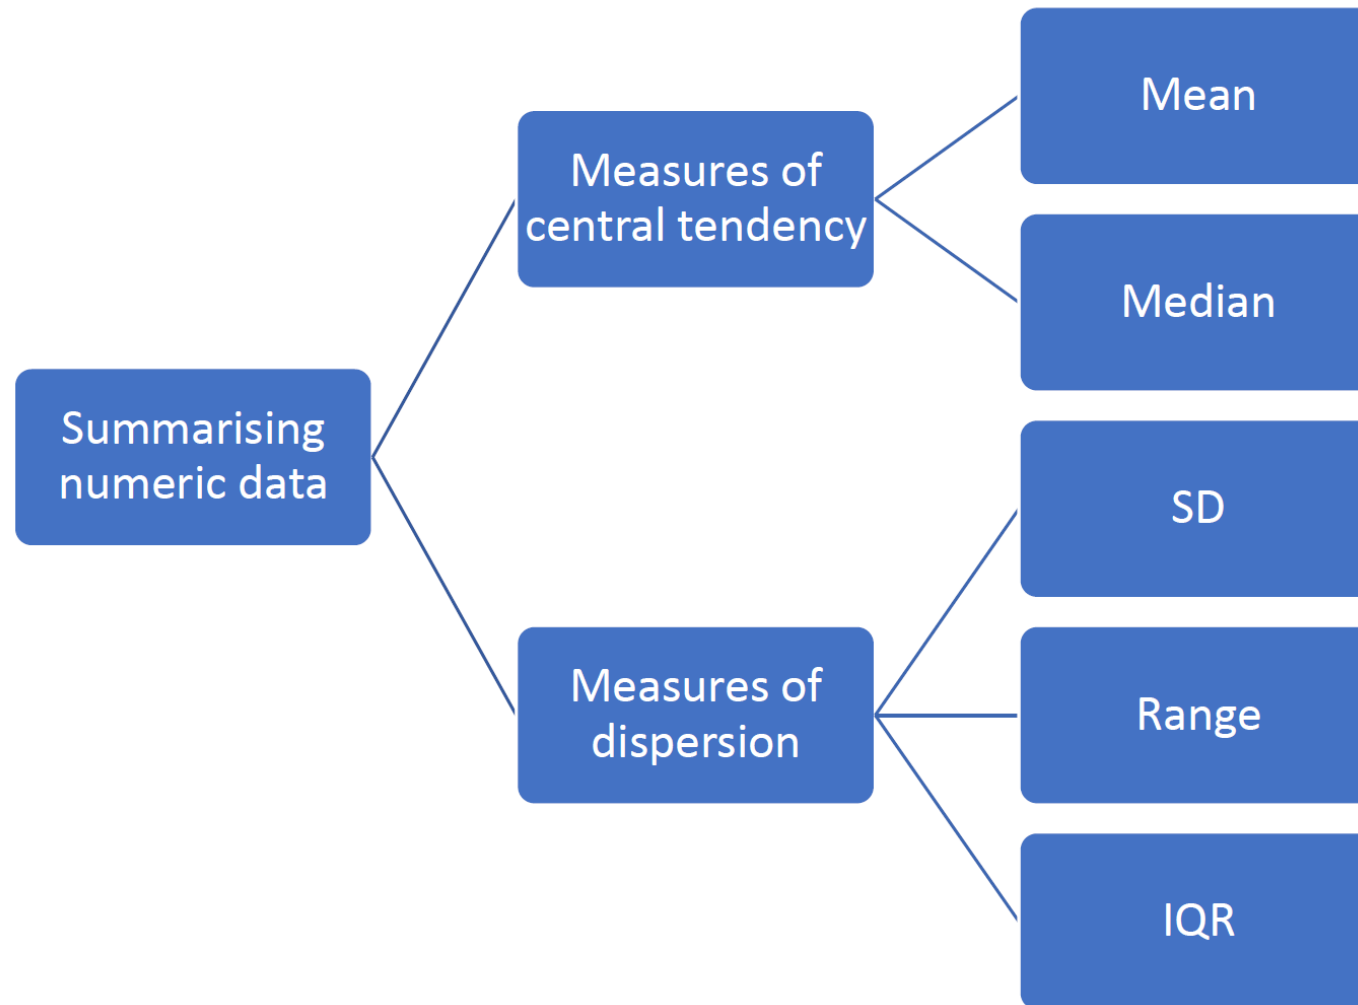 Summarising
numeric data
Measures of
central tendency
Mean
Median
Measures of
dispersion
SD
Range
IQR